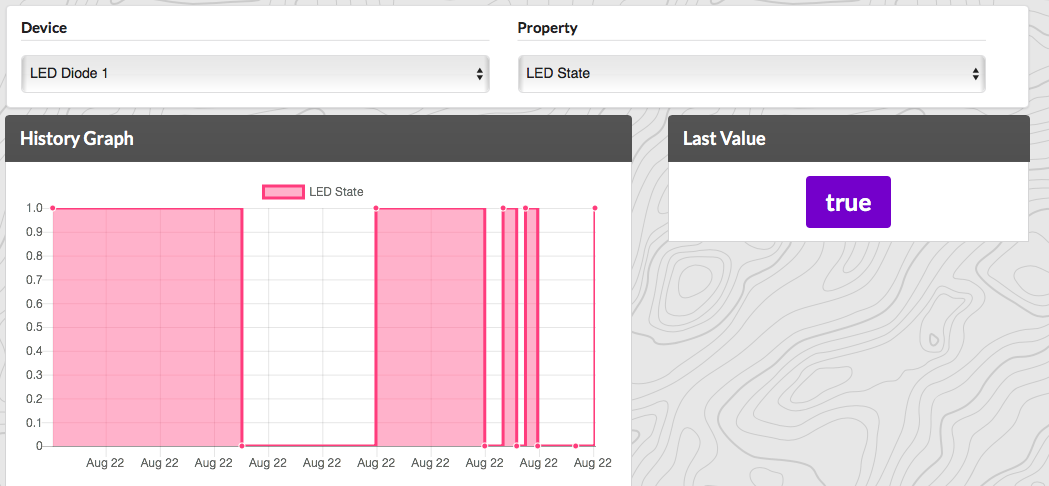 Device
Property
LED Diode 1
LED State
History Graph
Last Value
LED State
true
1.0
0.9
0.8
0.7
0.6
0.5
0.4
0.3
0.2
0.1
0
Aug 22 Aug 22 Aug 22 Aug 22 Aug 22 Aug 22 Aug 22 Aug 22 Aug 22 Aug 22